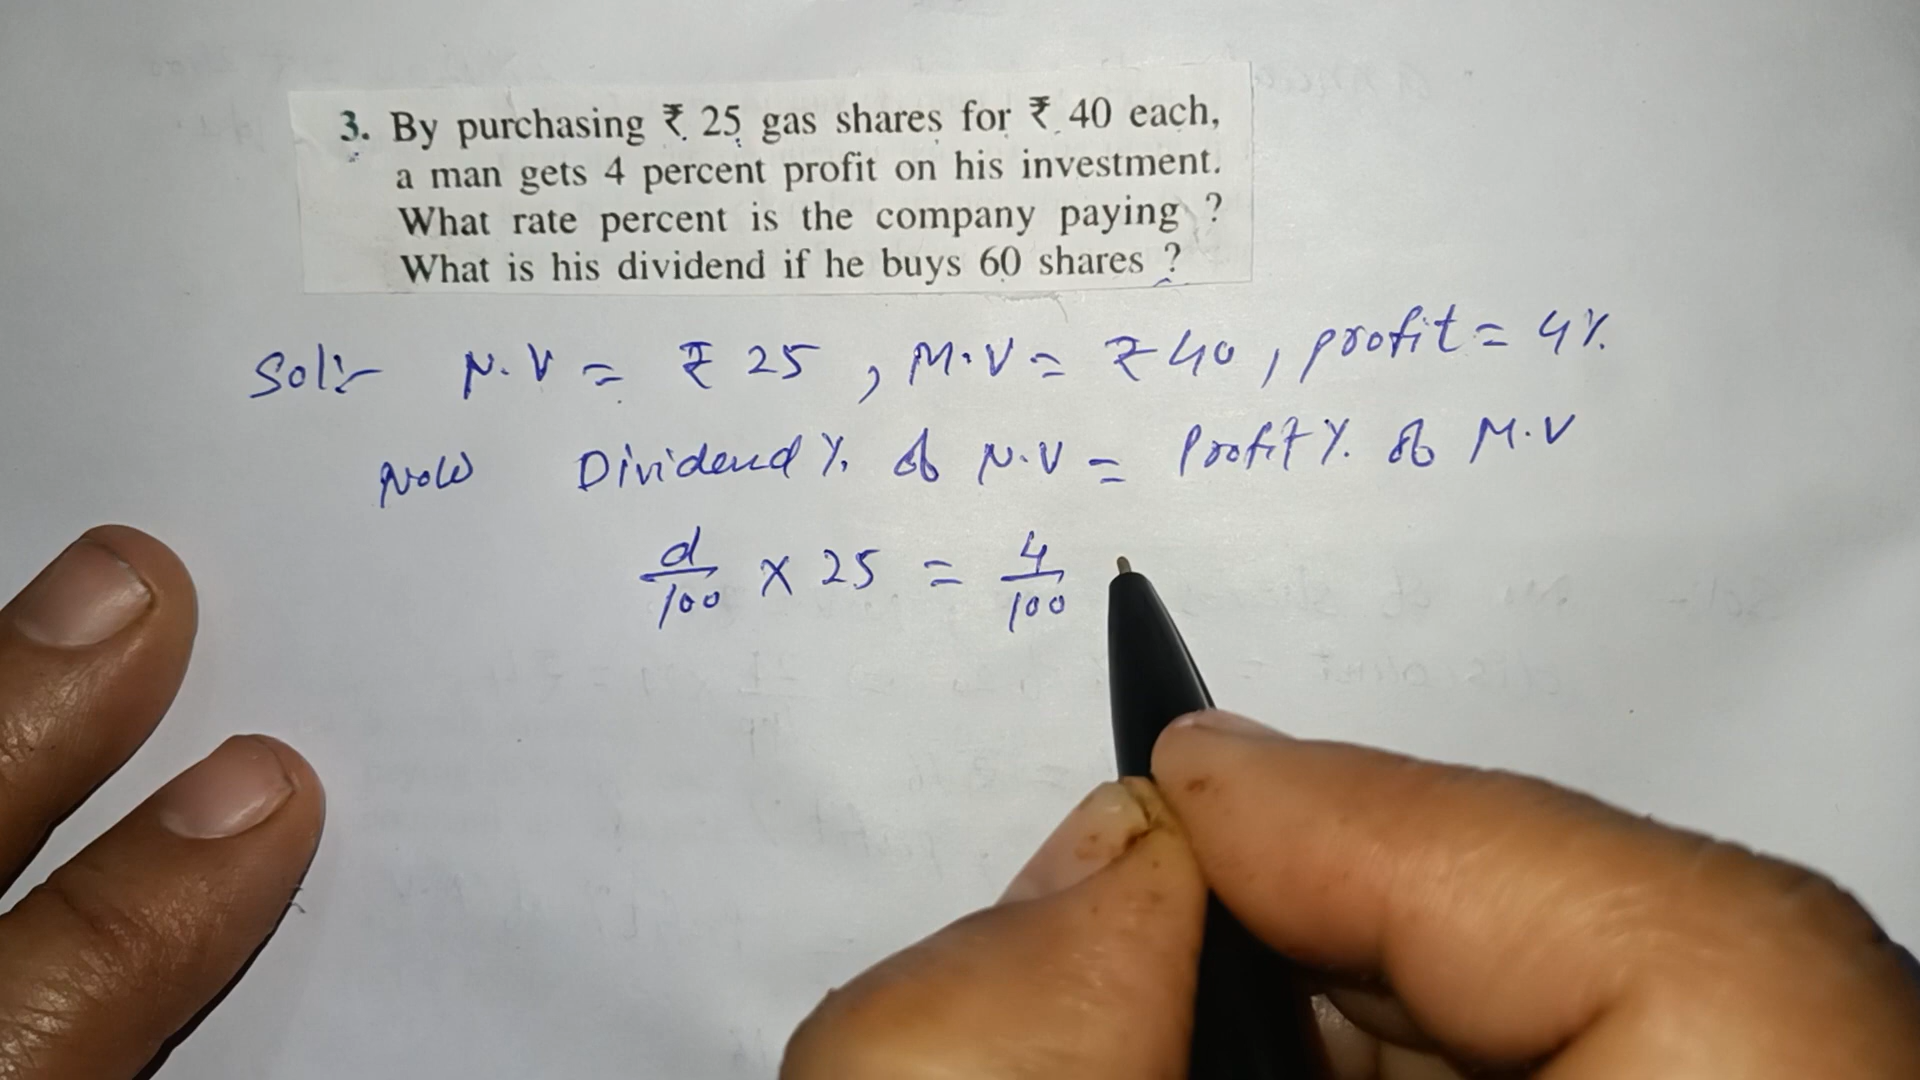 3. By purchasing ₹ 25 gas shares for ₹ 40 each,
a man gets 4 percent profit on his investment.
What rate percent is the company paying ?
What is his dividend if he buys 60 shares ?
Sol:- N.V = ₹ 25 , M.V = ₹ 40 , profit = 4%
Now Dividend % of N.V = Profit % of M.V
d/100 × 25 = 4/100